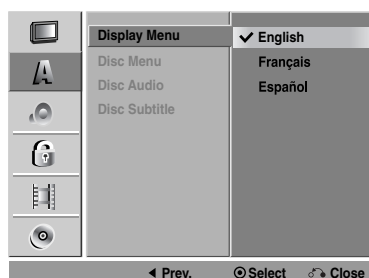 Display Menu
Disc Menu
Disc Audio
Disc Subtitle
English
Français
Español
Prev. Select Close